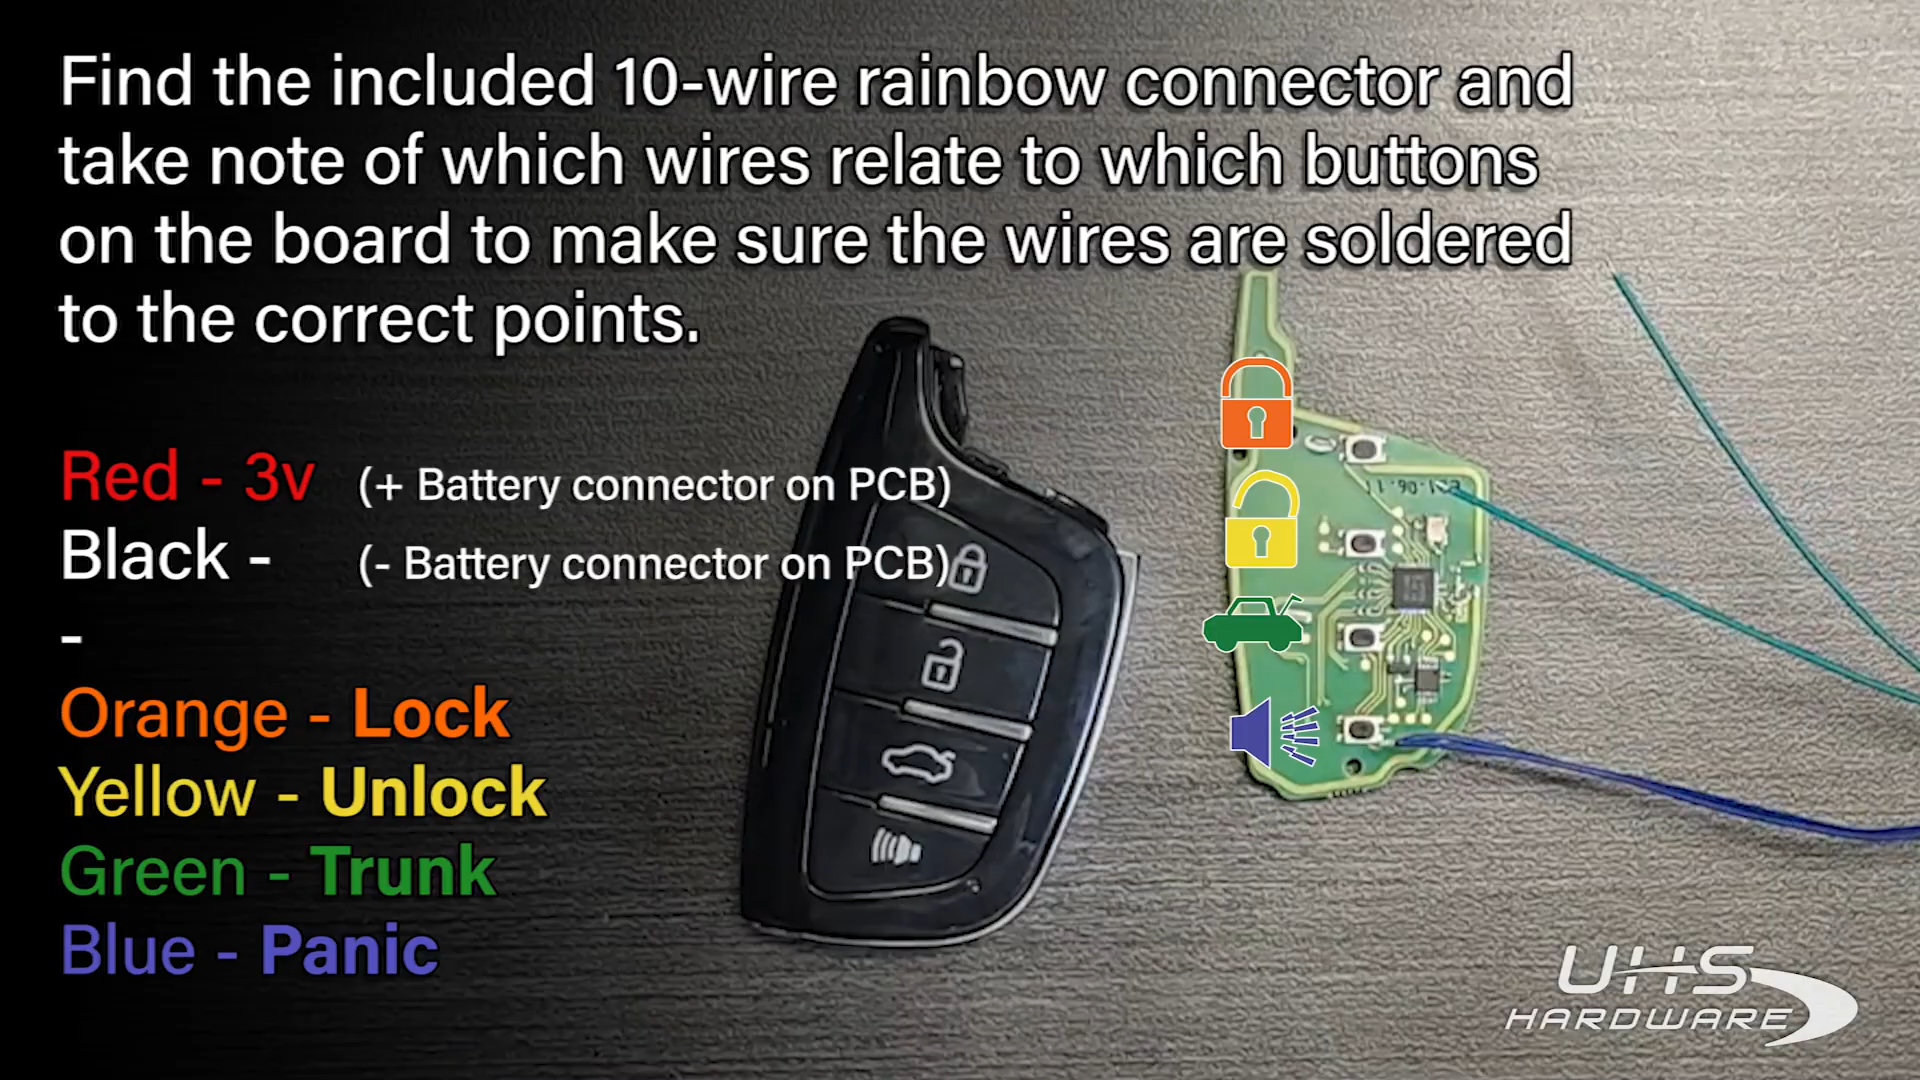 Find the included 10-wire rainbow connector and
take note of which wires relate to which buttons
on the board to make sure the wires are soldered
to the correct points.
Red - 3v (+ Battery connector on PCB)
Black - (- Battery connector on PCB)
-
Orange - Lock
Yellow - Unlock
Green - Trunk
Blue - Panic
UHS
HARDWARE